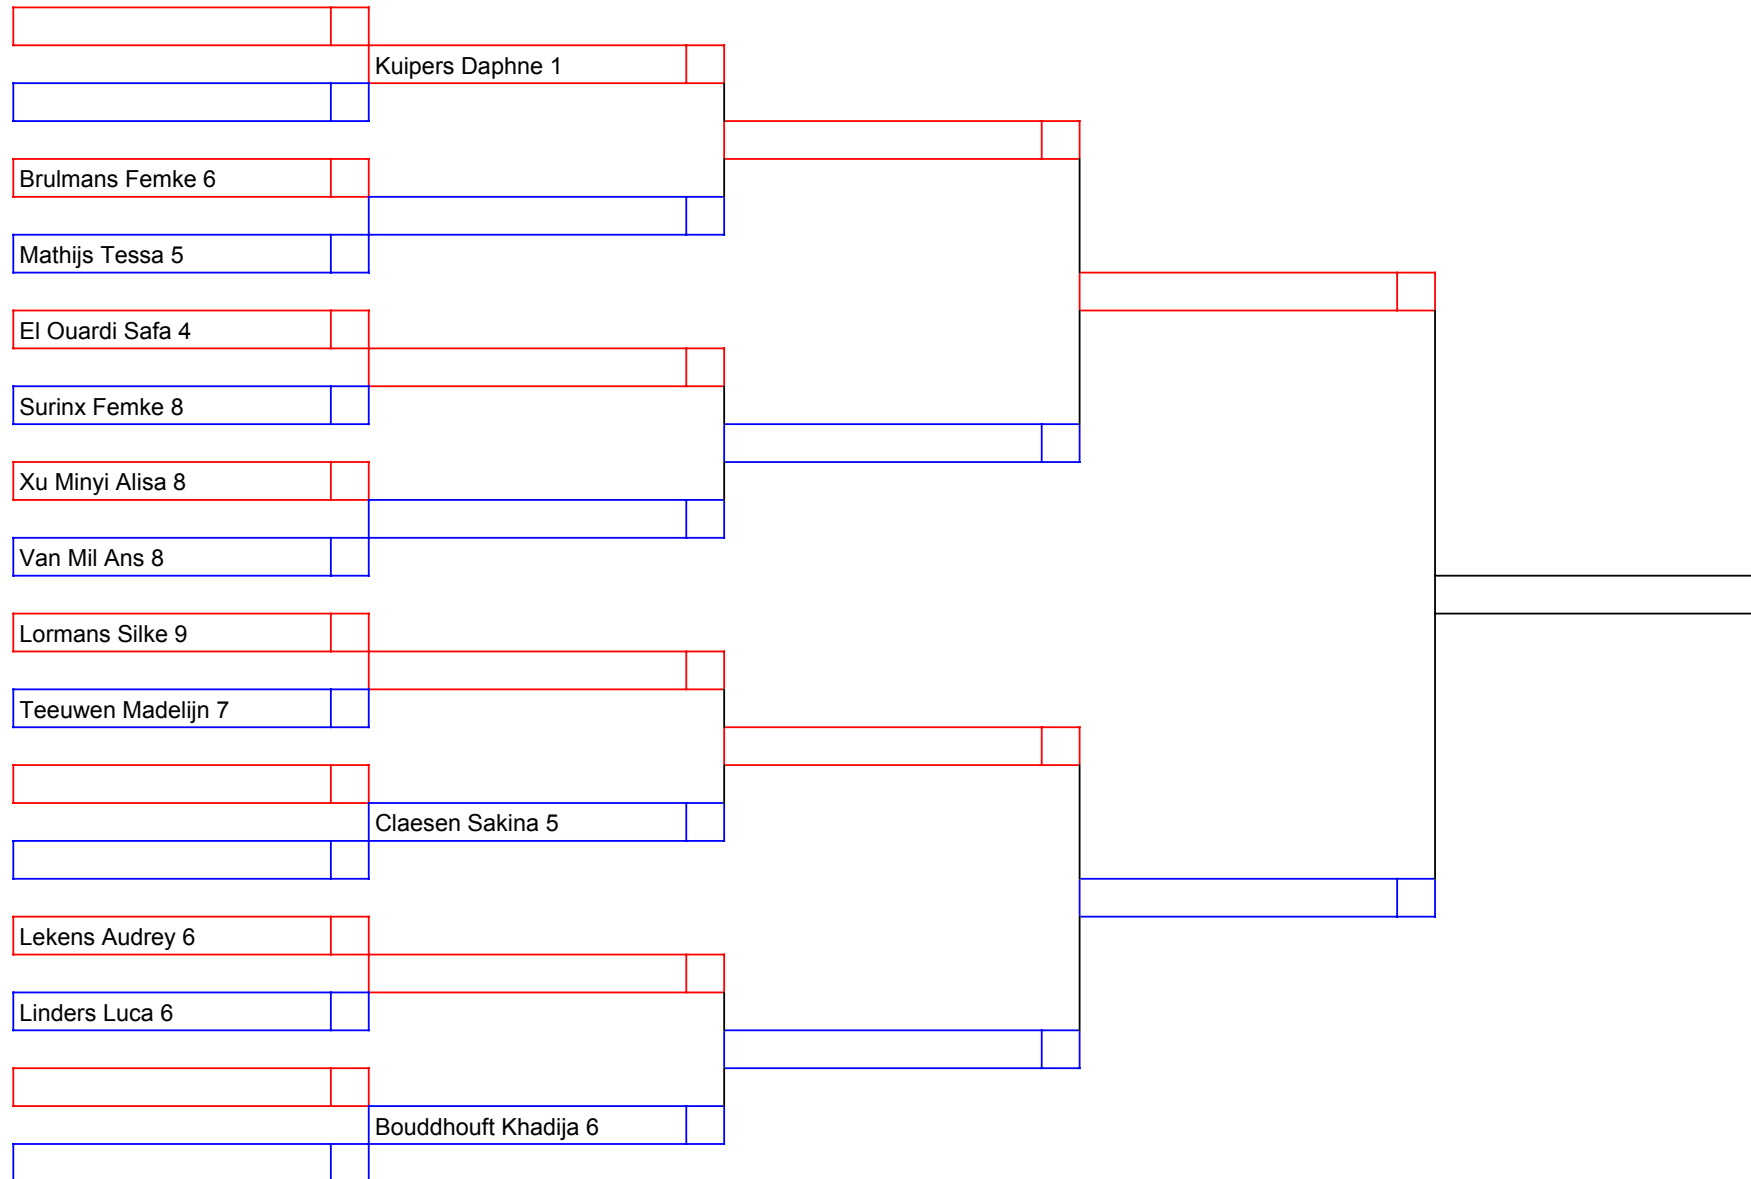 Kuipers Daphne 1
Brulmans Femke 6
Mathijs Tessa 5
El Ouardi Safa 4
Surinx Femke 8
Xu Minyi Alisa 8
Van Mil Ans 8
Lormans Silke 9
Teeuwen Madelijn 7
Claesen Sakina 5
Lekens Audrey 6
Linders Luca 6
Bouddhouft Khadija 6